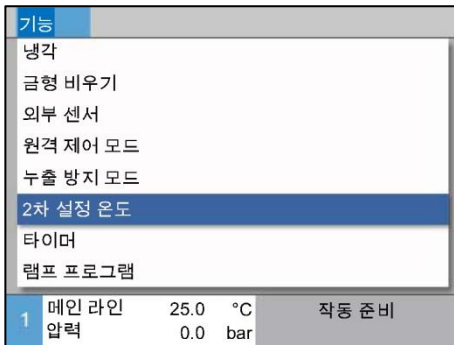 기능
냉각
금형 비우기
외부 센서
원격 제어 모드
누출 방지 모드
2차 설정 온도
타이머
램프 프로그램
1 메인 라인 25.0 °C 작동 준비
압력 0.0 bar